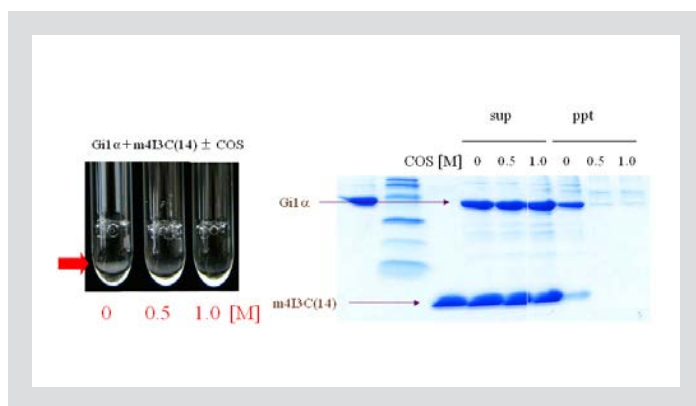 Gi1α+m4I3C(14) ± COS
0 0.5 1.0 [M]
sup ppt
COS [M] 0 0.5 1.0 0 0.5 1.0
Gi1α
m4I3C(14)